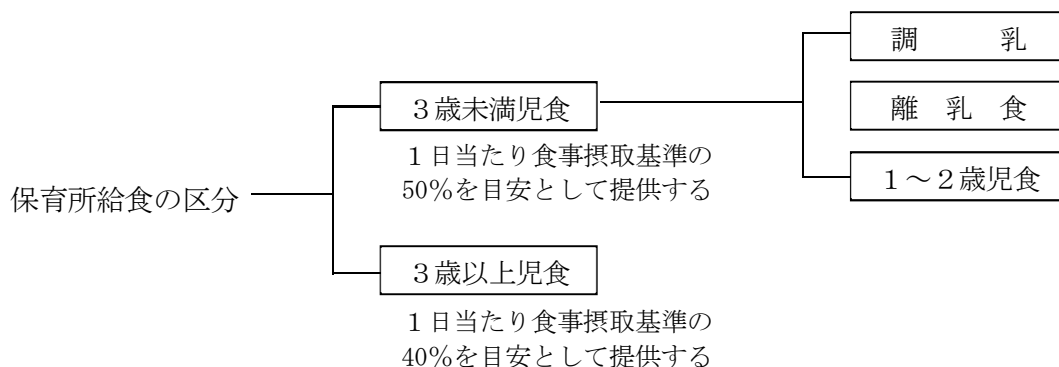 保育所給食の区分
３歳未満児食
１日当たり食事摂取基準の
50％を目安として提供する
調　　　乳
離　乳　食
１～２歳児食
３歳以上児食
１日当たり食事摂取基準の
40％を目安として提供する